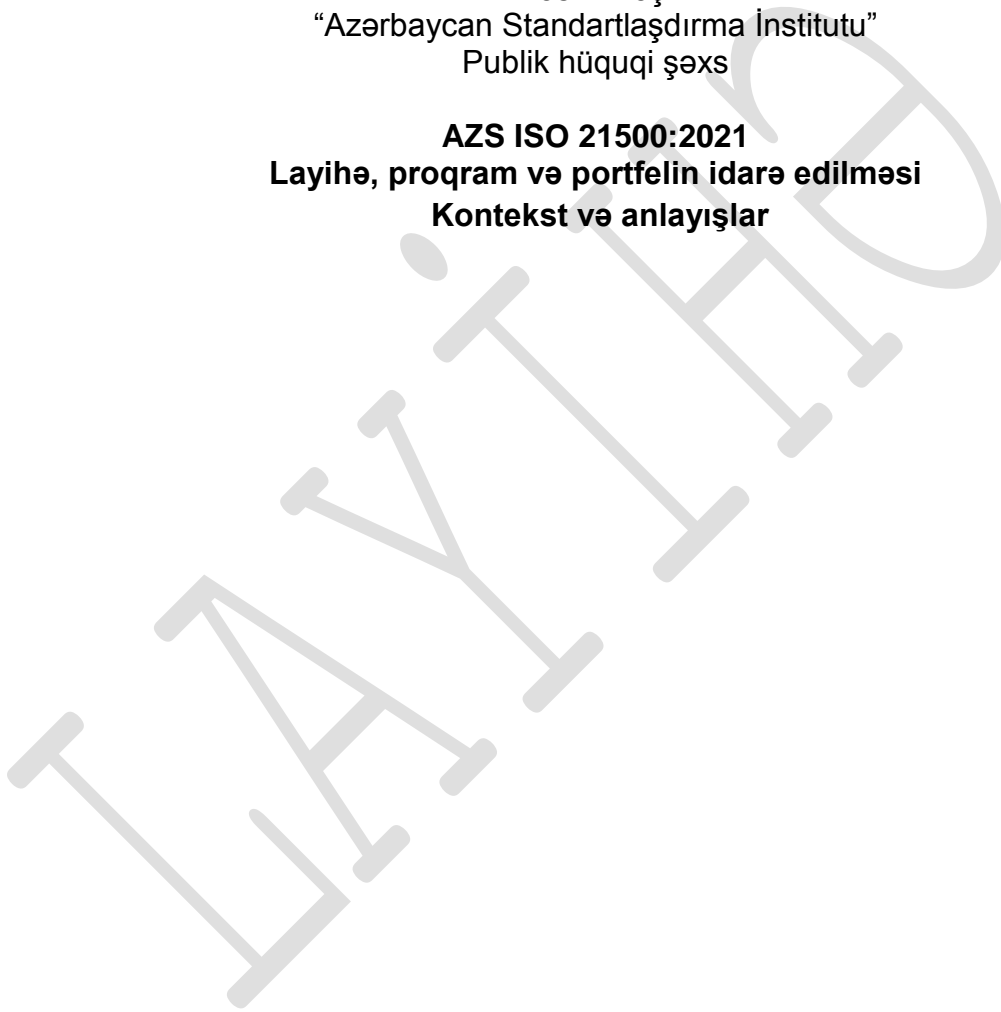 “Azərbaycan Standartlaşdırma İnstitutu”
Publik hüquqi şəxs
AZS ISO 21500:2021
Layihə, proqram və portfelin idarə edilməsi
Kontekst və anlayışlar
LAYİHƏ